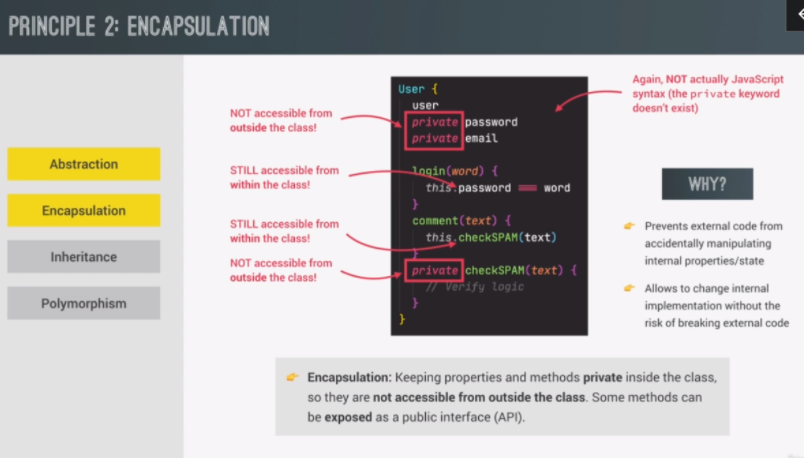 PRINCIPLE 2: ENCAPSULATION
Abstraction
Encapsulation
Inheritance
Polymorphism
NOT accessible from
outside the class!
STILL accessible from
within the class!
STILL accessible from
within the class!
NOT accessible from
outside the class!
User {
user
private password
private email
login(word) {
this.password === word
}
comment(text) {
this.checkSPAM(text)
}
private checkSPAM(text) {
// Verify logic
}
}
Again, NOT actually JavaScript
syntax (the private keyword
doesn't exist)
WHY?
Prevents external code from
accidentally manipulating
internal properties/state
Allows to change internal
implementation without the
risk of breaking external code
Encapsulation: Keeping properties and methods private inside the class,
so they are not accessible from outside the class. Some methods can
be exposed as a public interface (API).